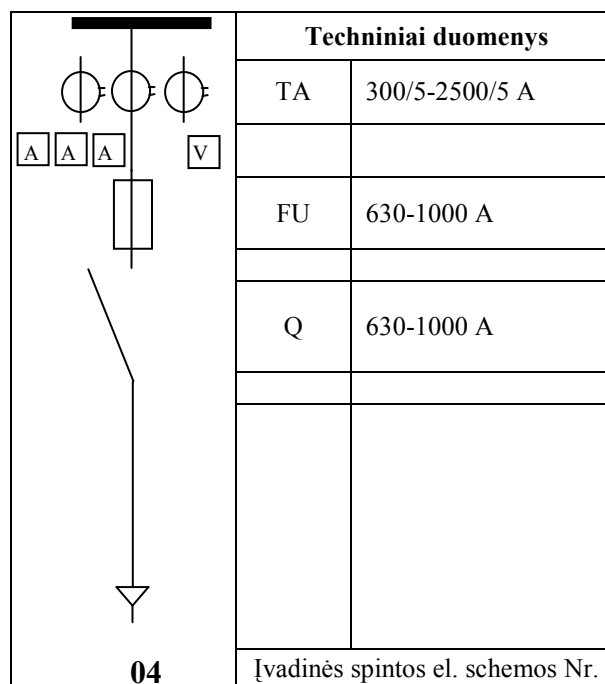 Techniniai duomenys
TA 300/5-2500/5 A
A A A V
FU 630-1000 A
Q 630-1000 A
04 Įvadinės spintos el. schemos Nr.